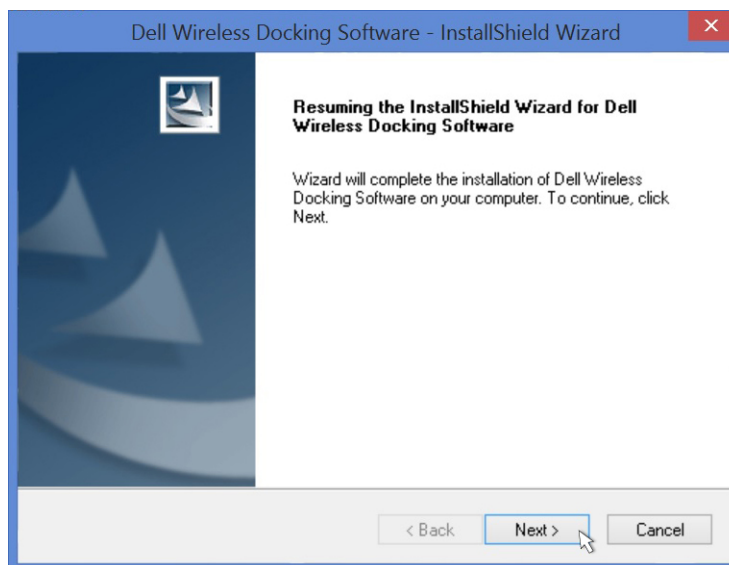 Dell Wireless Docking Software - InstallShield Wizard
Resuming the InstallShield Wizard for Dell
Wireless Docking Software
Wizard will complete the installation of Dell Wireless
Docking Software on your computer. To continue, click
Next.
< Back Next > Cancel